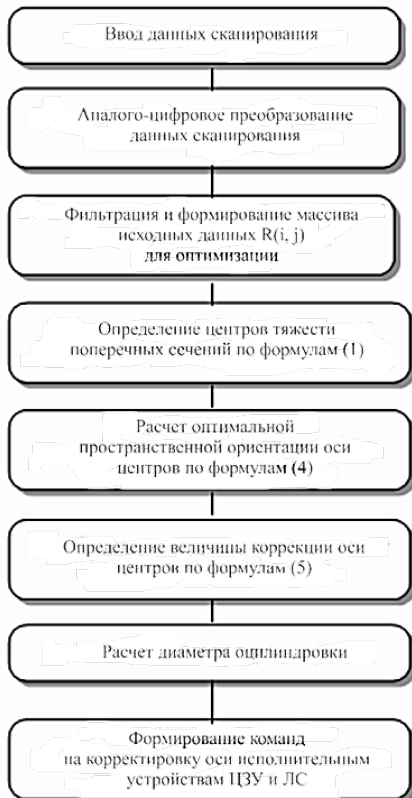 Ввод данных сканирования
Аналого-цифровое преобразование
данных сканирования
Фильтрация и формирование массива
исходных данных R(i, j)
для оптимизации
Определение центров тяжести
поперечных сечений по формулам (1)
Расчет оптимальной
пространственной ориентации оси
центров по формулам (4)
Определение величины коррекции оси
центров по формулам (5)
Расчет диаметра оцилиндровки
Формирование команд
на корректировку оси исполнительным
устройствам ЦЗУ и ЛС